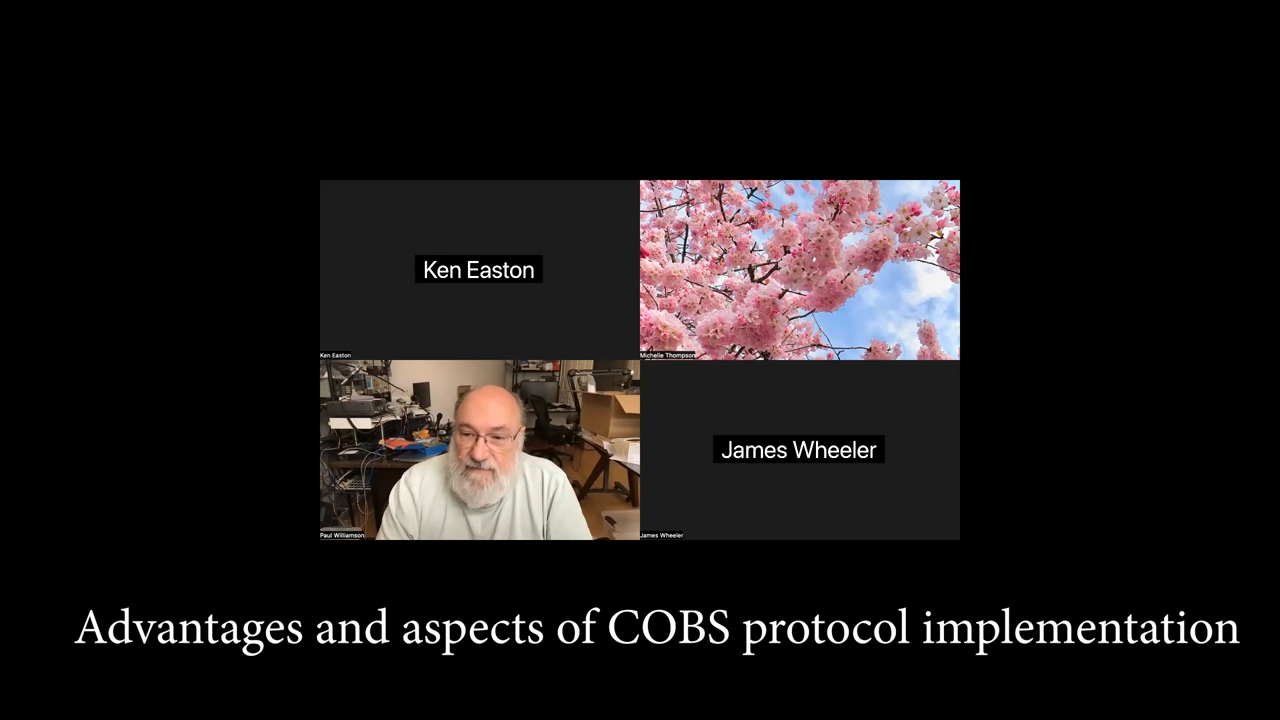 Ken Easton
Ken Easton
Michelle Thompson
Paul Williamson
James Wheeler
James Wheeler
Advantages and aspects of COBS protocol implementation